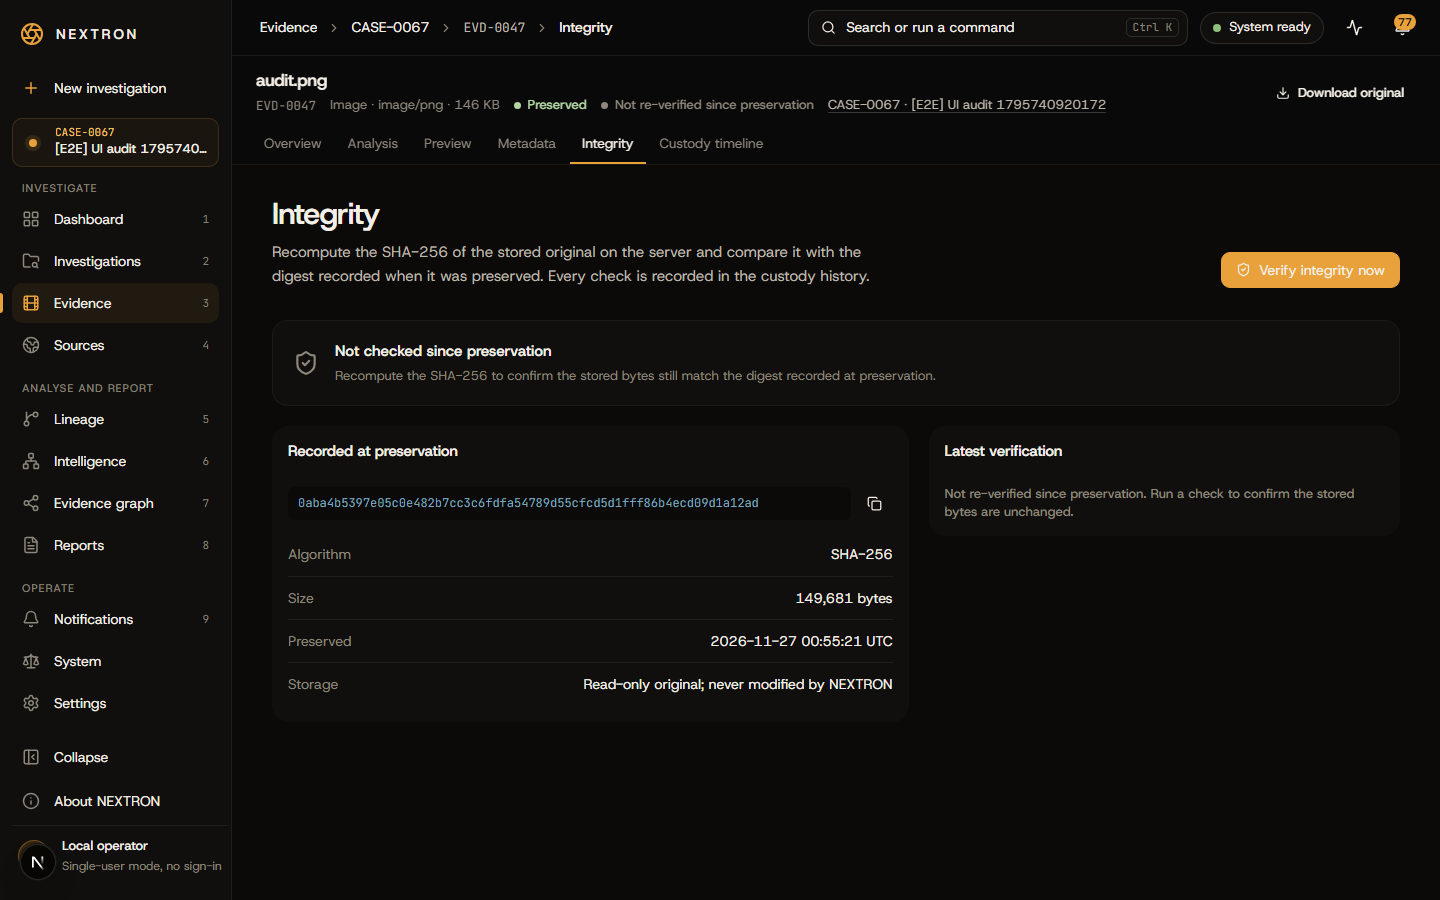 NEXTRON
New investigation
CASE-0067
[E2E] UI audit 1795740...
INVESTIGATE
Dashboard 1
Investigations 2
Evidence 3
Sources 4
ANALYSE AND REPORT
Lineage 5
Intelligence 6
Evidence graph 7
Reports 8
OPERATE
Notifications 9
System
Settings
Collapse
About NEXTRON
N
Local operator
Single-user mode, no sign-in
Evidence > CASE-0067 > EVD-0047 > Integrity
Search or run a command Ctrl K
System ready
77
audit.png
EVD-0047 Image · image/png · 146 KB Preserved Not re-verified since preservation CASE-0067 · [E2E] UI audit 1795740920172
Download original
Overview Analysis Preview Metadata Integrity Custody timeline
Integrity
Recompute the SHA-256 of the stored original on the server and compare it with the
digest recorded when it was preserved. Every check is recorded in the custody history.
Verify integrity now
Not checked since preservation
Recompute the SHA-256 to confirm the stored bytes still match the digest recorded at preservation.
Recorded at preservation
0aba4b5397e05c0e482b7cc3c6fdfa54789d55cfcd5d1fff86b4ecd09d1a12ad
Algorithm SHA-256
Size 149,681 bytes
Preserved 2026-11-27 00:55:21 UTC
Storage Read-only original; never modified by NEXTRON
Latest verification
Not re-verified since preservation. Run a check to confirm the stored
bytes are unchanged.